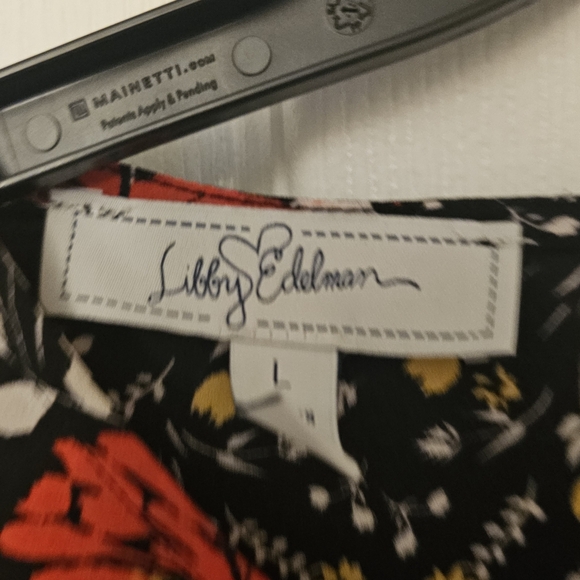 MAINETTI.com
Patents Apply & Pending
Libby Edelman
L